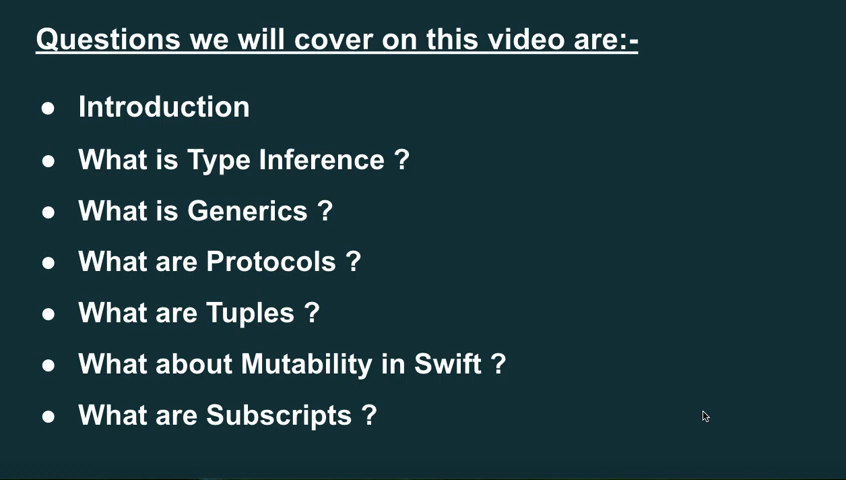 Questions we will cover on this video are:-
● Introduction
● What is Type Inference ?
● What is Generics ?
● What are Protocols ?
● What are Tuples ?
● What about Mutability in Swift ?
● What are Subscripts ?